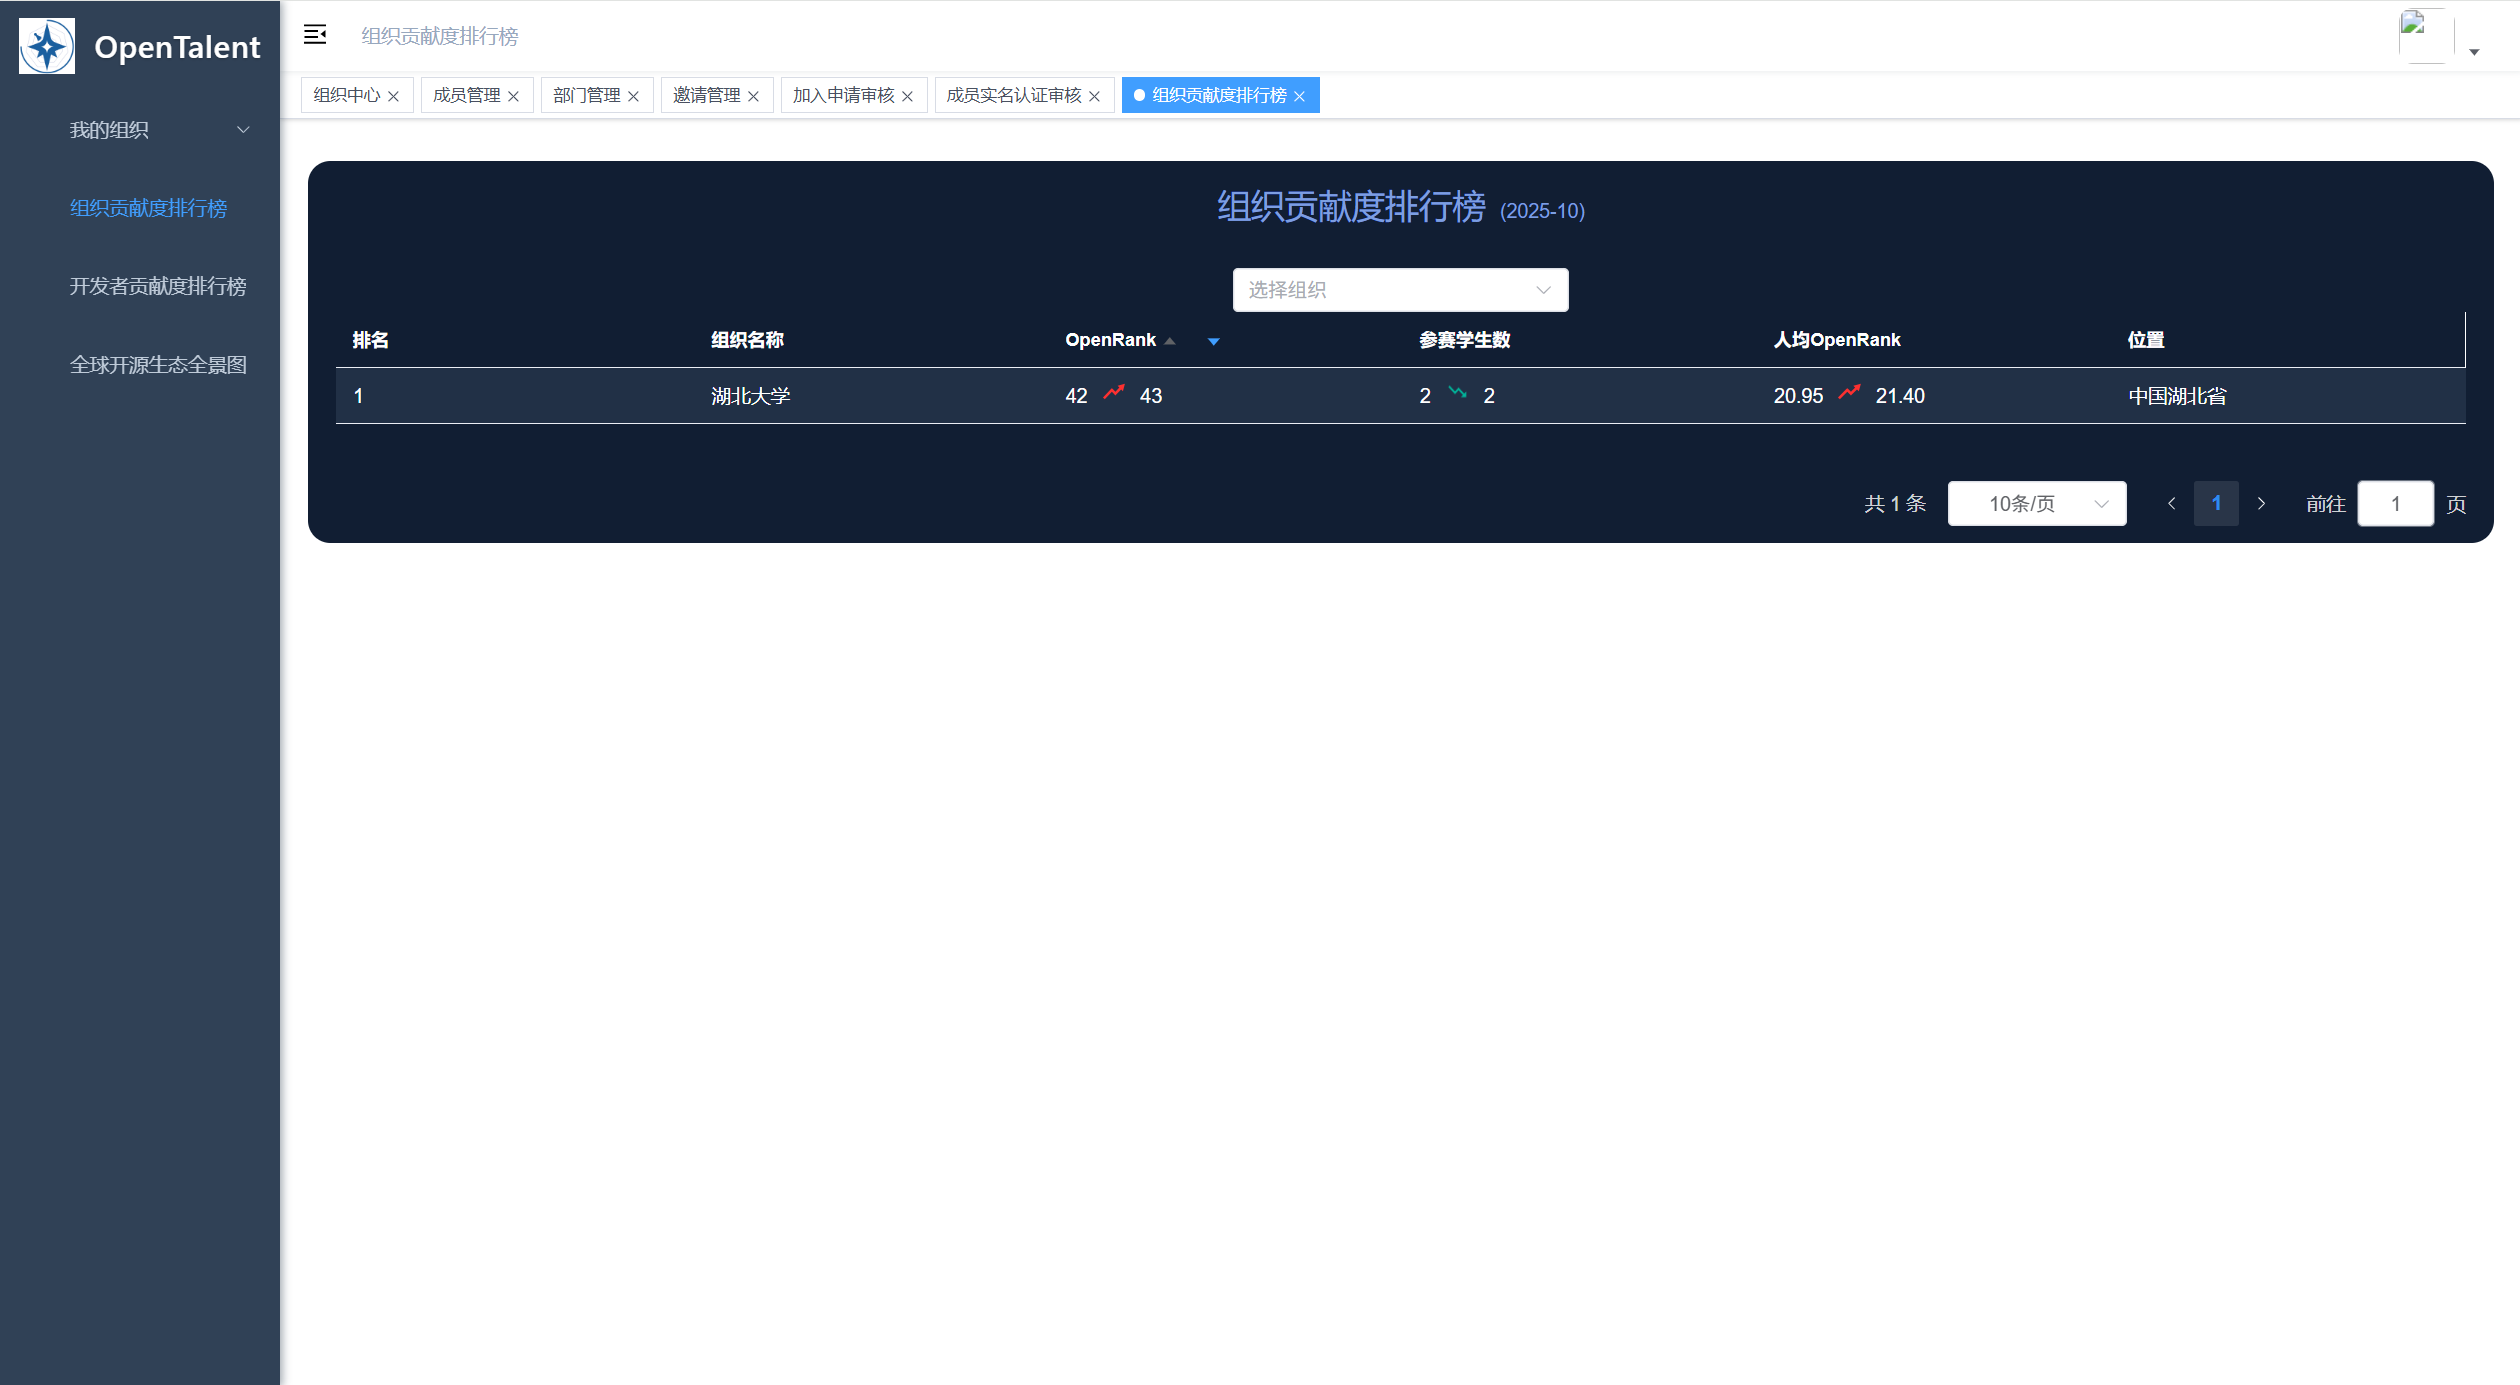 OpenTalent
组织贡献度排行榜
组织中心 成员管理 部门管理 邀请管理 加入申请审核 成员实名认证审核 组织贡献度排行榜
我的组织
组织贡献度排行榜
开发者贡献度排行榜
全球开源生态全景图
组织贡献度排行榜 (2025-10)
选择组织
排名 组织名称 OpenRank 参赛学生数 人均OpenRank 位置
1 湖北大学 42 43 2 2 20.95 21.40 中国湖北省
共 1 条 10条/页 1 前往 1 页